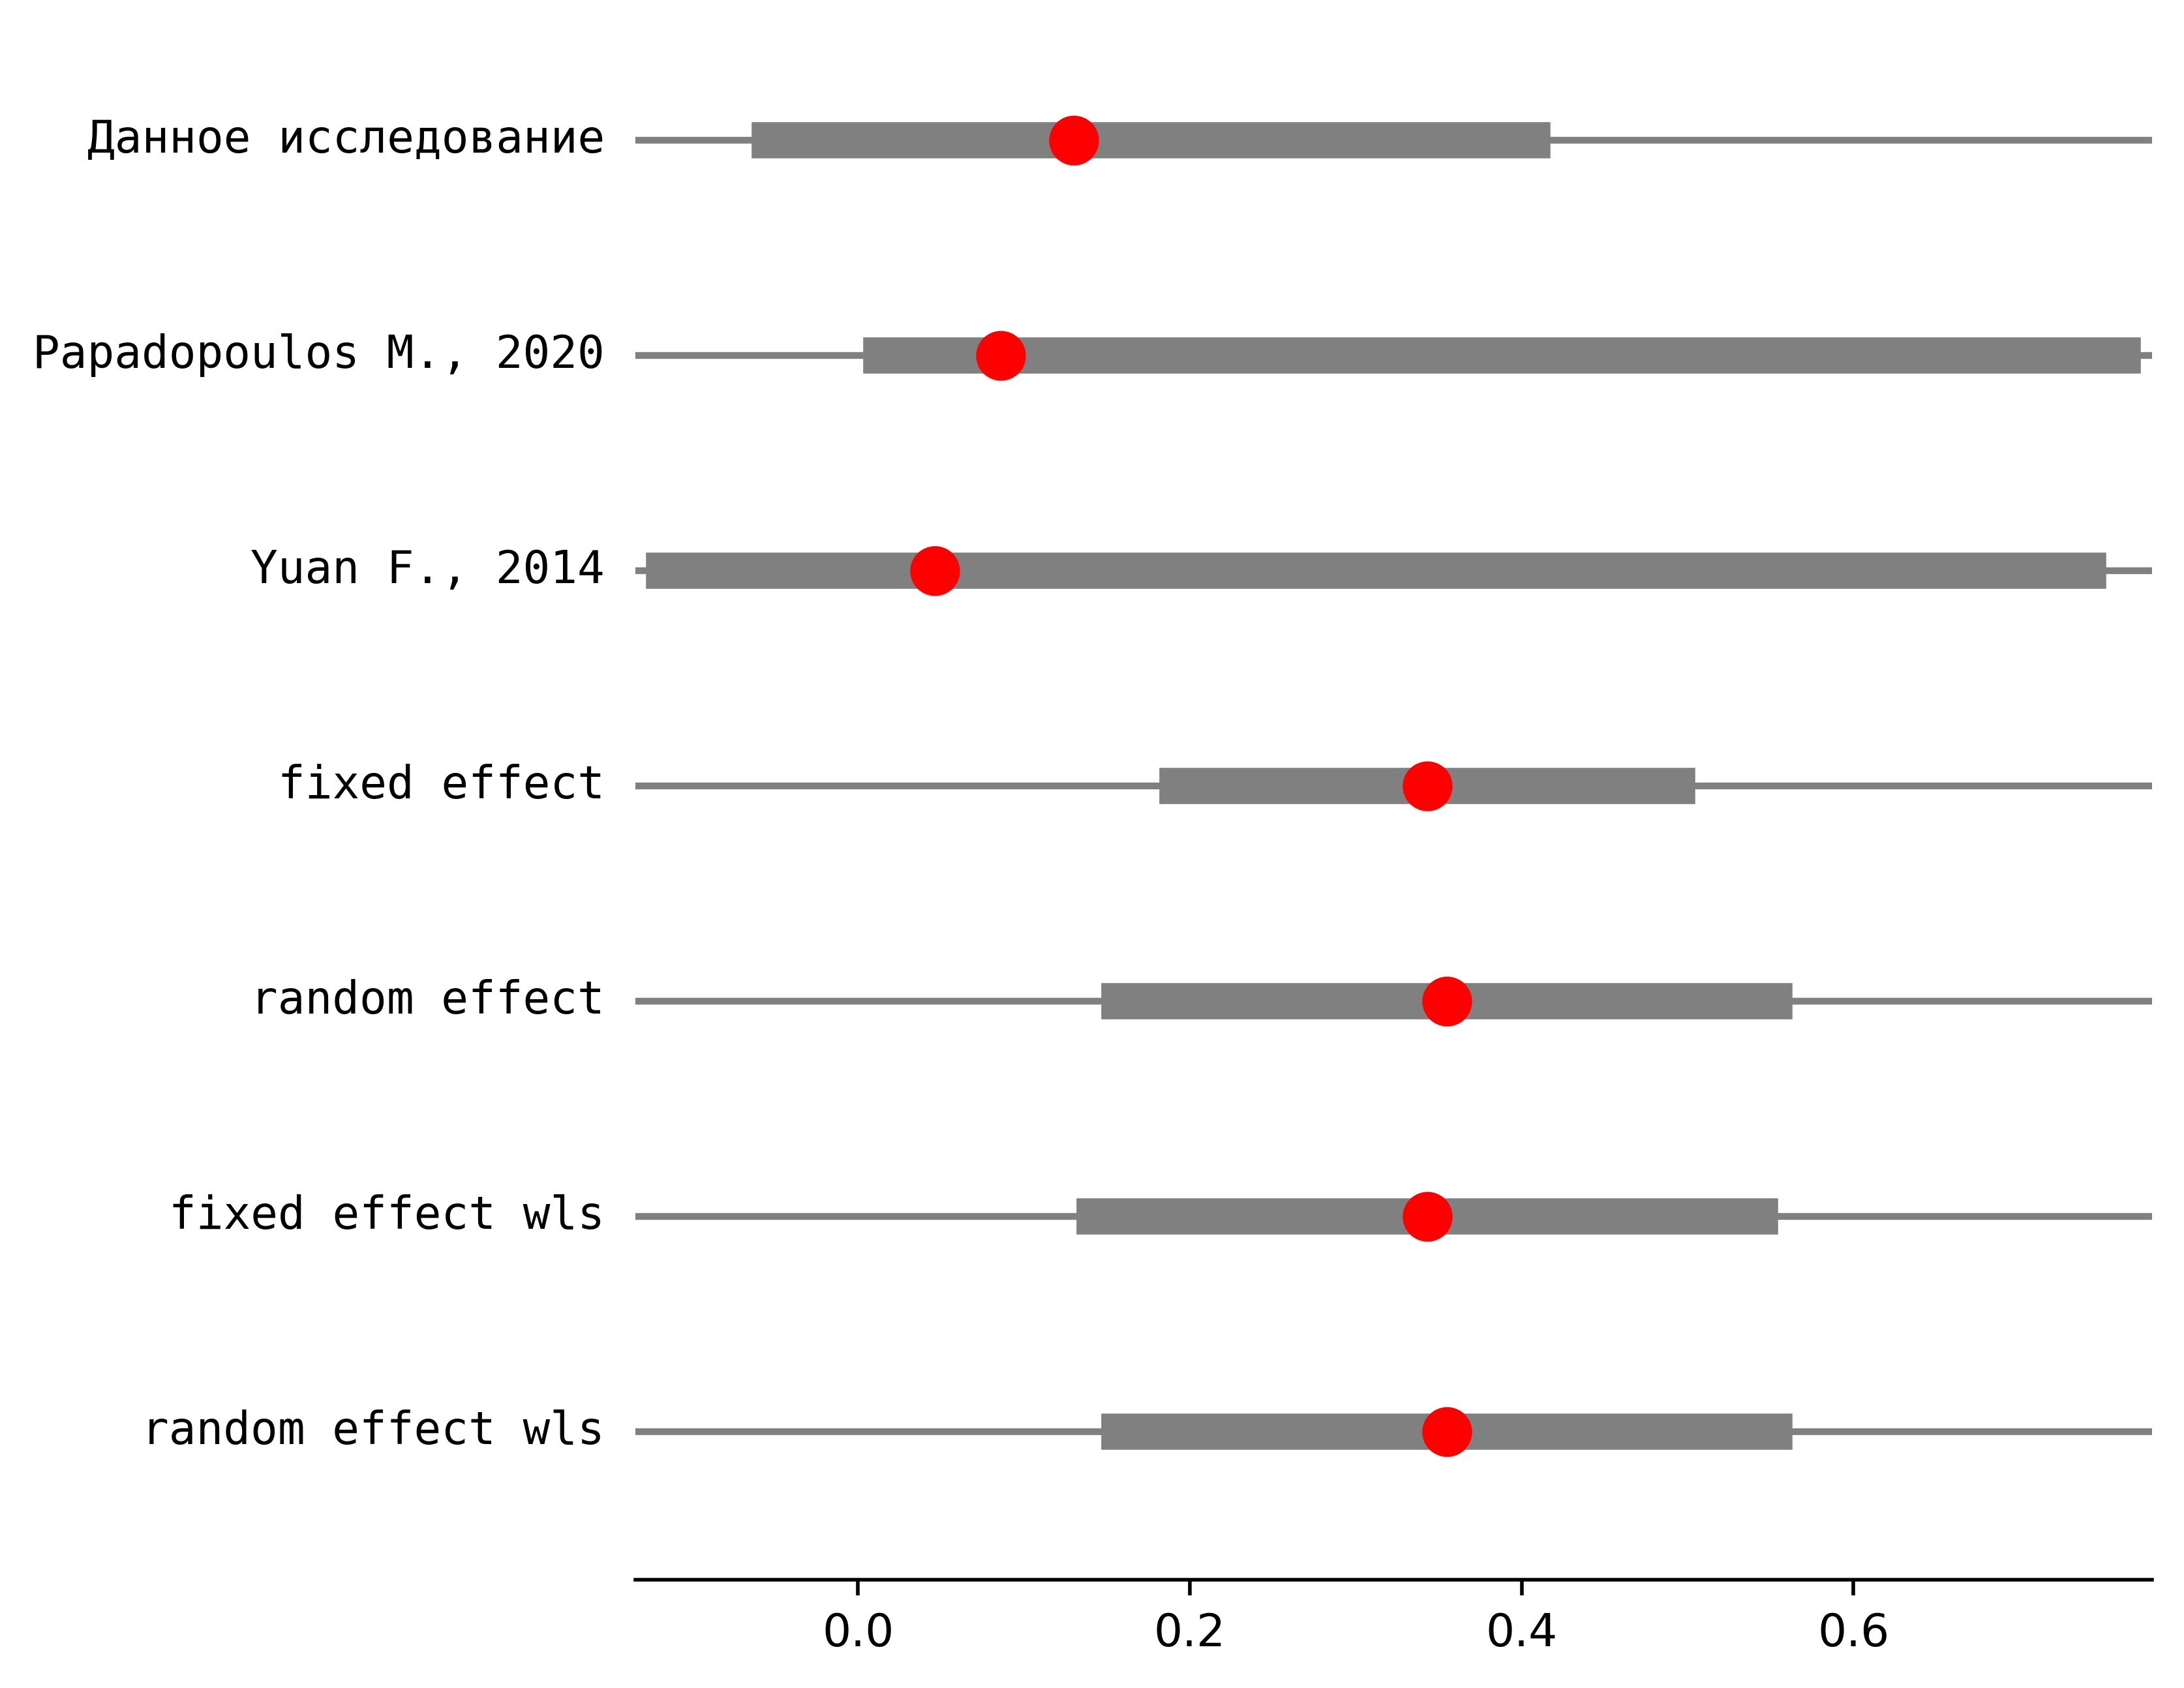 Данное исследование
Papadopoulos M., 2020
Yuan F., 2014
fixed effect
random effect
fixed effect wls
random effect wls
0.0 0.2 0.4 0.6